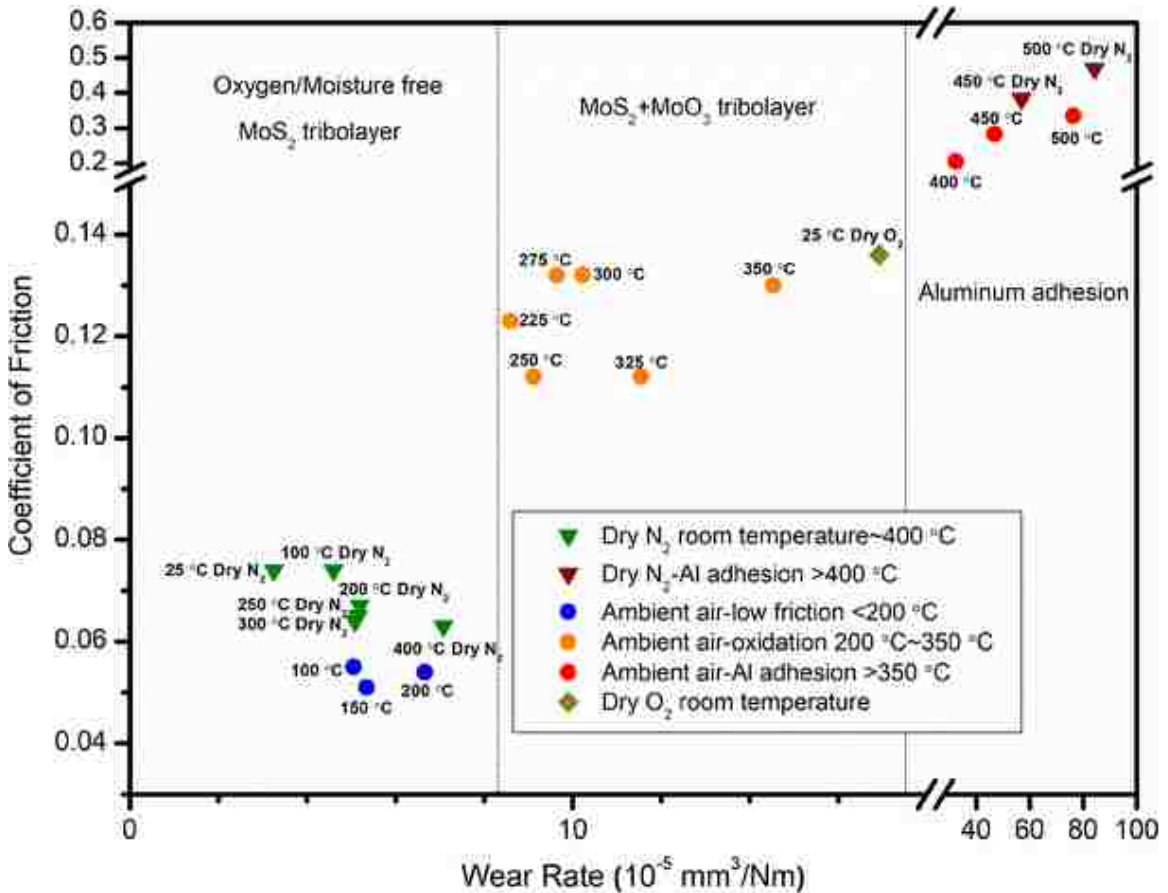 0.6
0.5
0.4
0.3
0.2
0.14
0.12
0.10
0.08
0.06
0.04
Coefficient of Friction
Oxygen/Moisture free
MoS₂ tribolayer
MoS₂+MoO₃ tribolayer
Aluminum adhesion
500 °C Dry N₂
450 °C Dry N₂
450 °C
500 °C
400 °C
25 °C Dry O₂
275 °C
300 °C
350 °C
225 °C
250 °C
325 °C
100 °C Dry N₂
25 °C Dry N₂
200 °C Dry N₂
250 °C Dry N₂
300 °C Dry N₂
400 °C Dry N₂
100 °C
150 °C
200 °C
Dry N₂ room temperature~400 °C
Dry N₂-Al adhesion >400 °C
Ambient air-low friction <200 °C
Ambient air-oxidation 200 °C~350 °C
Ambient air-Al adhesion >350 °C
Dry O₂ room temperature
0 10 40 60 80 100
Wear Rate (10⁻⁵ mm³/Nm)